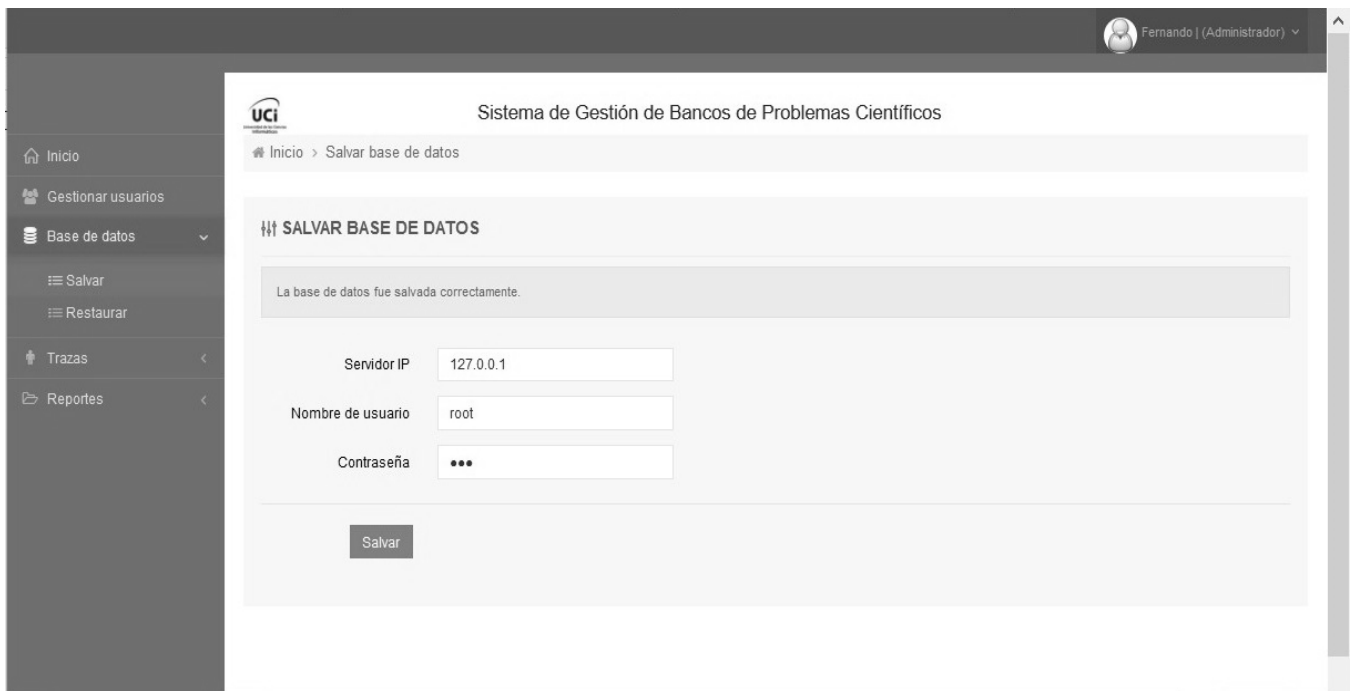 Fernando | (Administrador)
UCi
Sistema de Gestión de Bancos de Problemas Científicos
Inicio > Salvar base de datos
Inicio
Gestionar usuarios
Base de datos
Salvar
Restaurar
Trazas
Reportes
SALVAR BASE DE DATOS
La base de datos fue salvada correctamente.
Servidor IP 127.0.0.1
Nombre de usuario root
Contraseña •••
Salvar